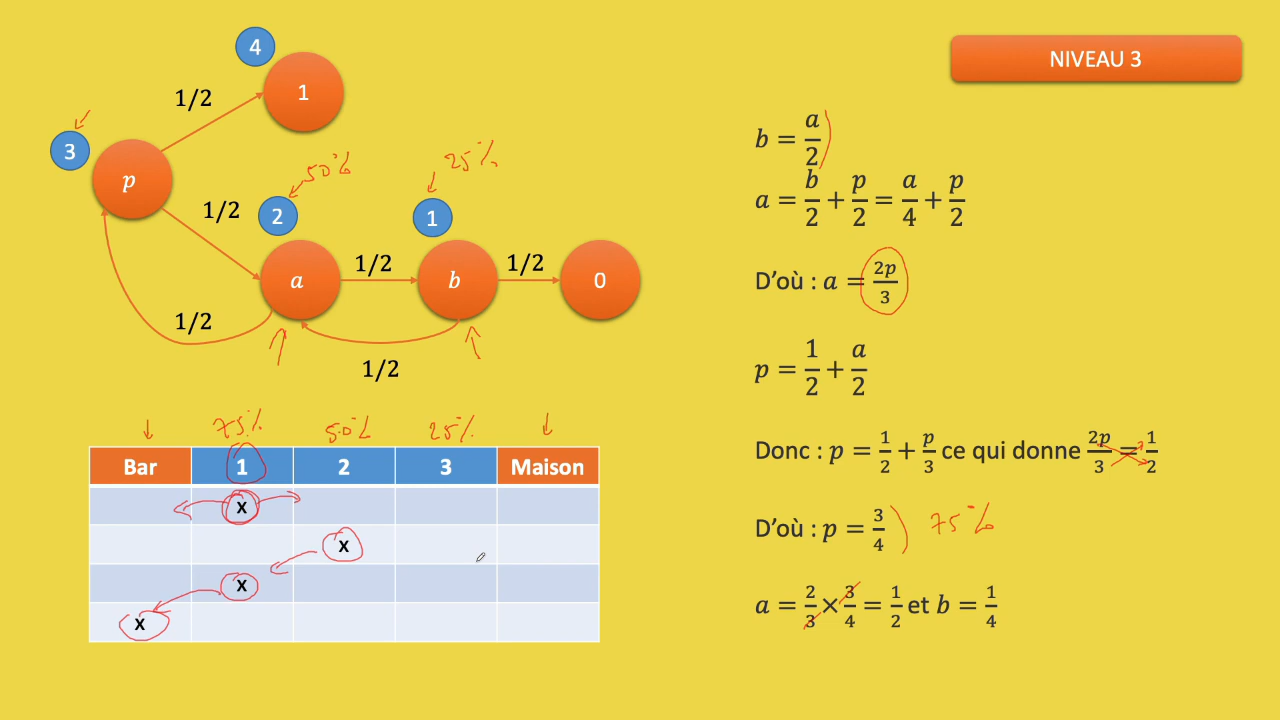 NIVEAU 3
4
1
1/2
3
p
1/2
50%
25%
2
1
a
1/2
b
1/2
0
1/2
1/2
75% 50% 25%
Bar 1 2 3 Maison
x
x
x
x
b = a/2
a = b/2 + p/2 = a/4 + p/2
D'où : a = 2p/3
p = 1/2 + a/2
Donc : p = 1/2 + p/3 ce qui donne 2p/3 = 1/2
D'où : p = 3/4 75%
a = 2/3 × 3/4 = 1/2 et b = 1/4